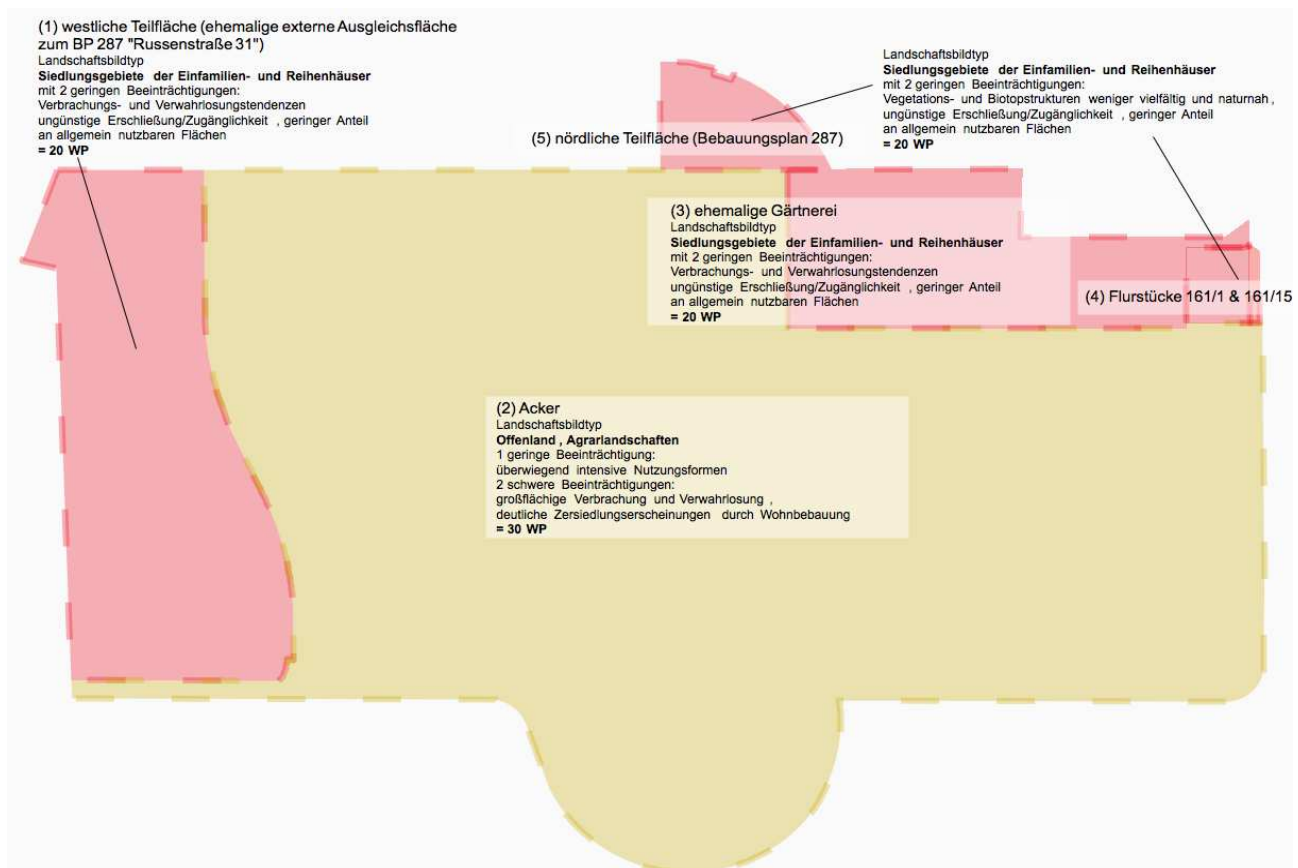 (1) westliche Teilfläche (ehemalige externe Ausgleichsfläche
zum BP 287 "Russenstraße 31")
Landschaftsbildtyp
Siedlungsgebiete der Einfamilien- und Reihenhäuser
mit 2 geringen Beeinträchtigungen:
Verbrachungs- und Verwahrlosungstendenzen
ungünstige Erschließung/Zugänglichkeit , geringer Anteil
an allgemein nutzbaren Flächen
= 20 WP
Landschaftsbildtyp
Siedlungsgebiete der Einfamilien- und Reihenhäuser
mit 2 geringen Beeinträchtigungen:
Vegetations- und Biotopstrukturen weniger vielfältig und naturnah ,
ungünstige Erschließung/Zugänglichkeit , geringer Anteil
an allgemein nutzbaren Flächen
= 20 WP
(5) nördliche Teilfläche (Bebauungsplan 287)
(3) ehemalige Gärtnerei
Landschaftsbildtyp
Siedlungsgebiete der Einfamilien- und Reihenhäuser
mit 2 geringen Beeinträchtigungen:
Verbrachungs- und Verwahrlosungstendenzen
ungünstige Erschließung/Zugänglichkeit , geringer Anteil
an allgemein nutzbaren Flächen
= 20 WP
(4) Flurstücke 161/1 & 161/15
(2) Acker
Landschaftsbildtyp
Offenland , Agrarlandschaften
1 geringe Beeinträchtigung:
überwiegend intensive Nutzungsformen
2 schwere Beeinträchtigungen:
großflächige Verbrachung und Verwahrlosung ,
deutliche Zersiedlungserscheinungen durch Wohnbebauung
= 30 WP